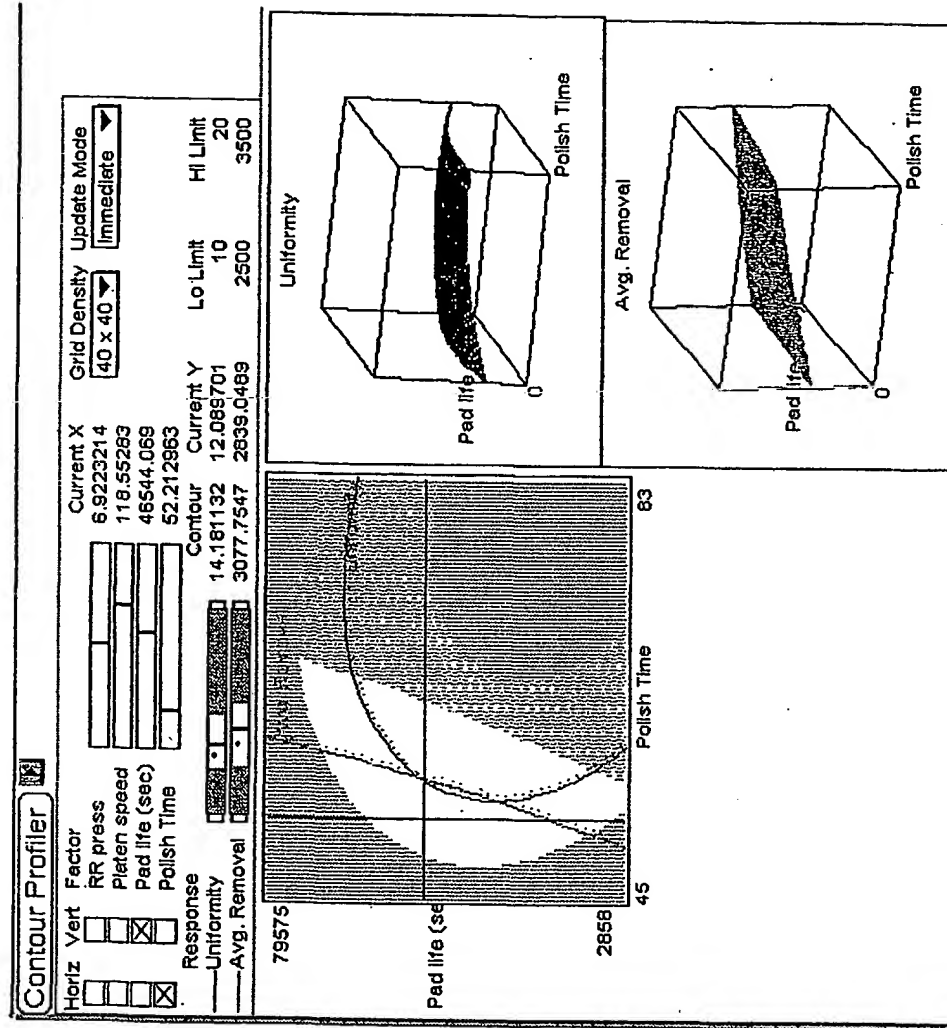 Contour Profiler
Horiz Vert Factor Current X Grid Density Update Mode
RR press 6.9223214 40 x 40 Immediate
Platen speed 118.55283
Pad life (sec) 46544.069
Polish Time 52.212963
Response Contour Current Y Lo Limit Hi Limit
Uniformity 14.181132 12.089701 10 20
Avg. Removal 3077.7547 2839.0489 2500 3500
79575
Pad life (se
2858
45 Polish Time 83
Uniformity
Pad life
0
Polish Time
Avg. Removal
Pad life
0
Polish Time